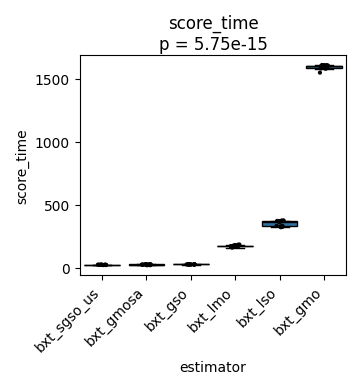 score_time
p = 5.75e-15
score_time
1500
1000
500
0
bxt_sgso_us
bxt_gmosa
bxt_gso
bxt_lmo
bxt_lso
bxt_gmo
estimator